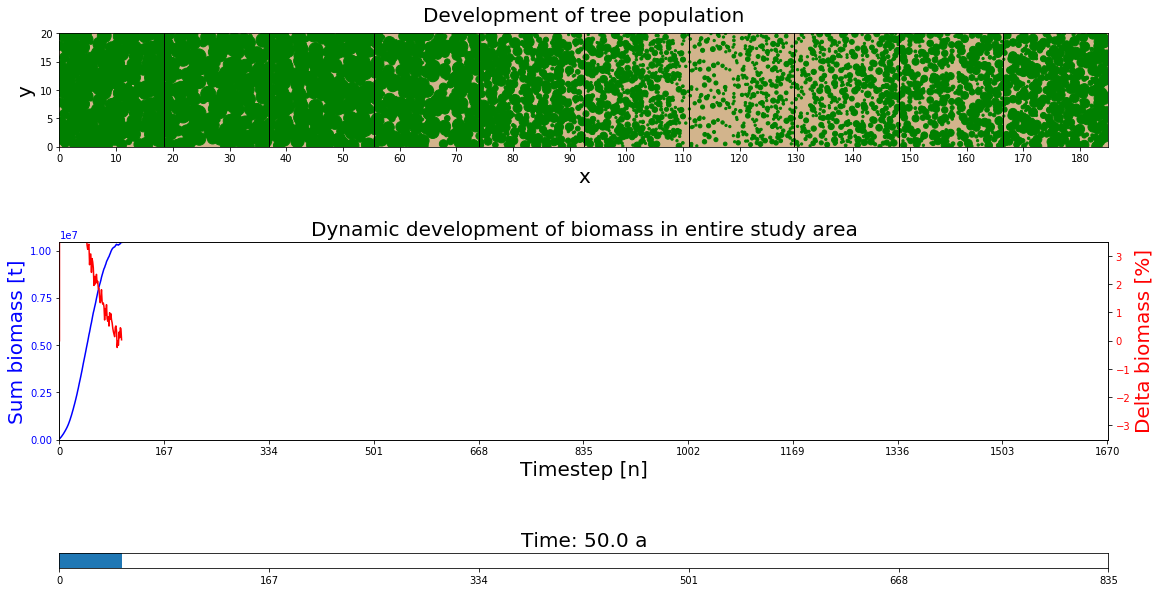 Development of tree population
20
15
10
5
0
y
0 10 20 30 40 50 60 70 80 90 100 110 120 130 140 150 160 170 180
x
Dynamic development of biomass in entire study area
1e7
1.00
0.75
0.50
0.25
0.00
Sum biomass [t]
3
2
1
0
−1
−2
−3
Delta biomass [%]
0 167 334 501 668 835 1002 1169 1336 1503 1670
Timestep [n]
Time: 50.0 a
0 167 334 501 668 835